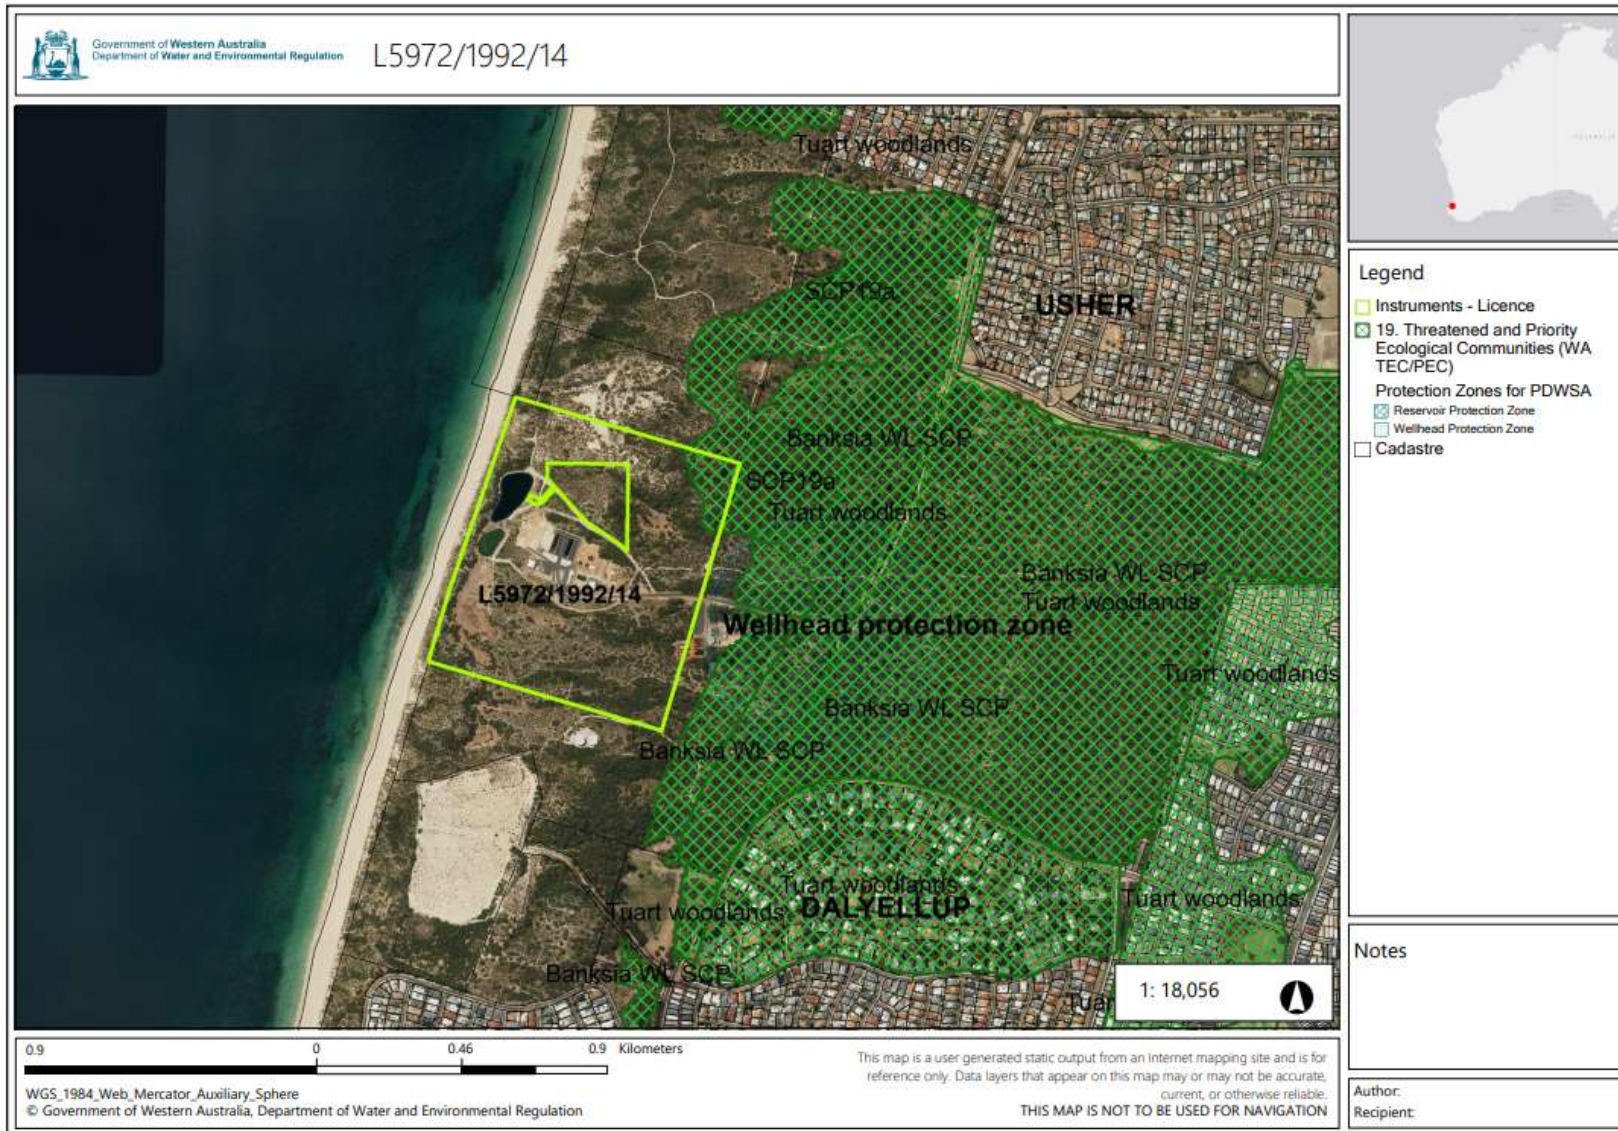 Government of Western Australia
Department of Water and Environmental Regulation
L5972/1992/14
Tuart woodlands
SCP19a
USHER
Banksia WL SCP
SCP19a
Tuart woodlands
Banksia WL SCP
Tuart woodlands
L5972/1992/14
Wellhead protection zone
Tuart woodlands
Banksia WL SCP
Banksia WL SCP
Tuart woodlands
Tuart woodlands
DALYELLUP
Tuart woodlands
Banksia WL SCP
Tuar
1: 18,056
Legend
Instruments - Licence
19. Threatened and Priority
Ecological Communities (WA
TEC/PEC)
Protection Zones for PDWSA
Reservoir Protection Zone
Wellhead Protection Zone
Cadastre
Notes
0.9 0 0.46 0.9 Kilometers
WGS_1984_Web_Mercator_Auxiliary_Sphere
© Government of Western Australia, Department of Water and Environmental Regulation
This map is a user generated static output from an Internet mapping site and is for
reference only. Data layers that appear on this map may or may not be accurate,
current, or otherwise reliable.
THIS MAP IS NOT TO BE USED FOR NAVIGATION
Author:
Recipient: